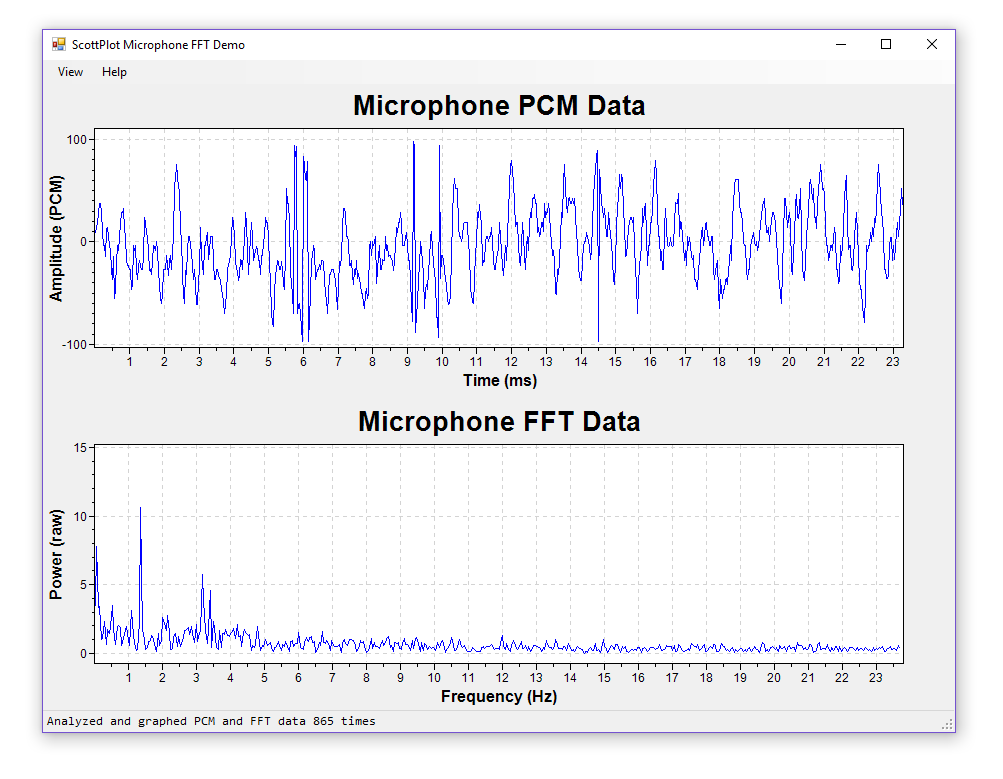 ScottPlot Microphone FFT Demo
View Help
Microphone PCM Data
100
0
-100
Amplitude (PCM)
1 2 3 4 5 6 7 8 9 10 11 12 13 14 15 16 17 18 19 20 21 22 23
Time (ms)
Microphone FFT Data
15
10
5
0
Power (raw)
1 2 3 4 5 6 7 8 9 10 11 12 13 14 15 16 17 18 19 20 21 22 23
Frequency (Hz)
Analyzed and graphed PCM and FFT data 865 times